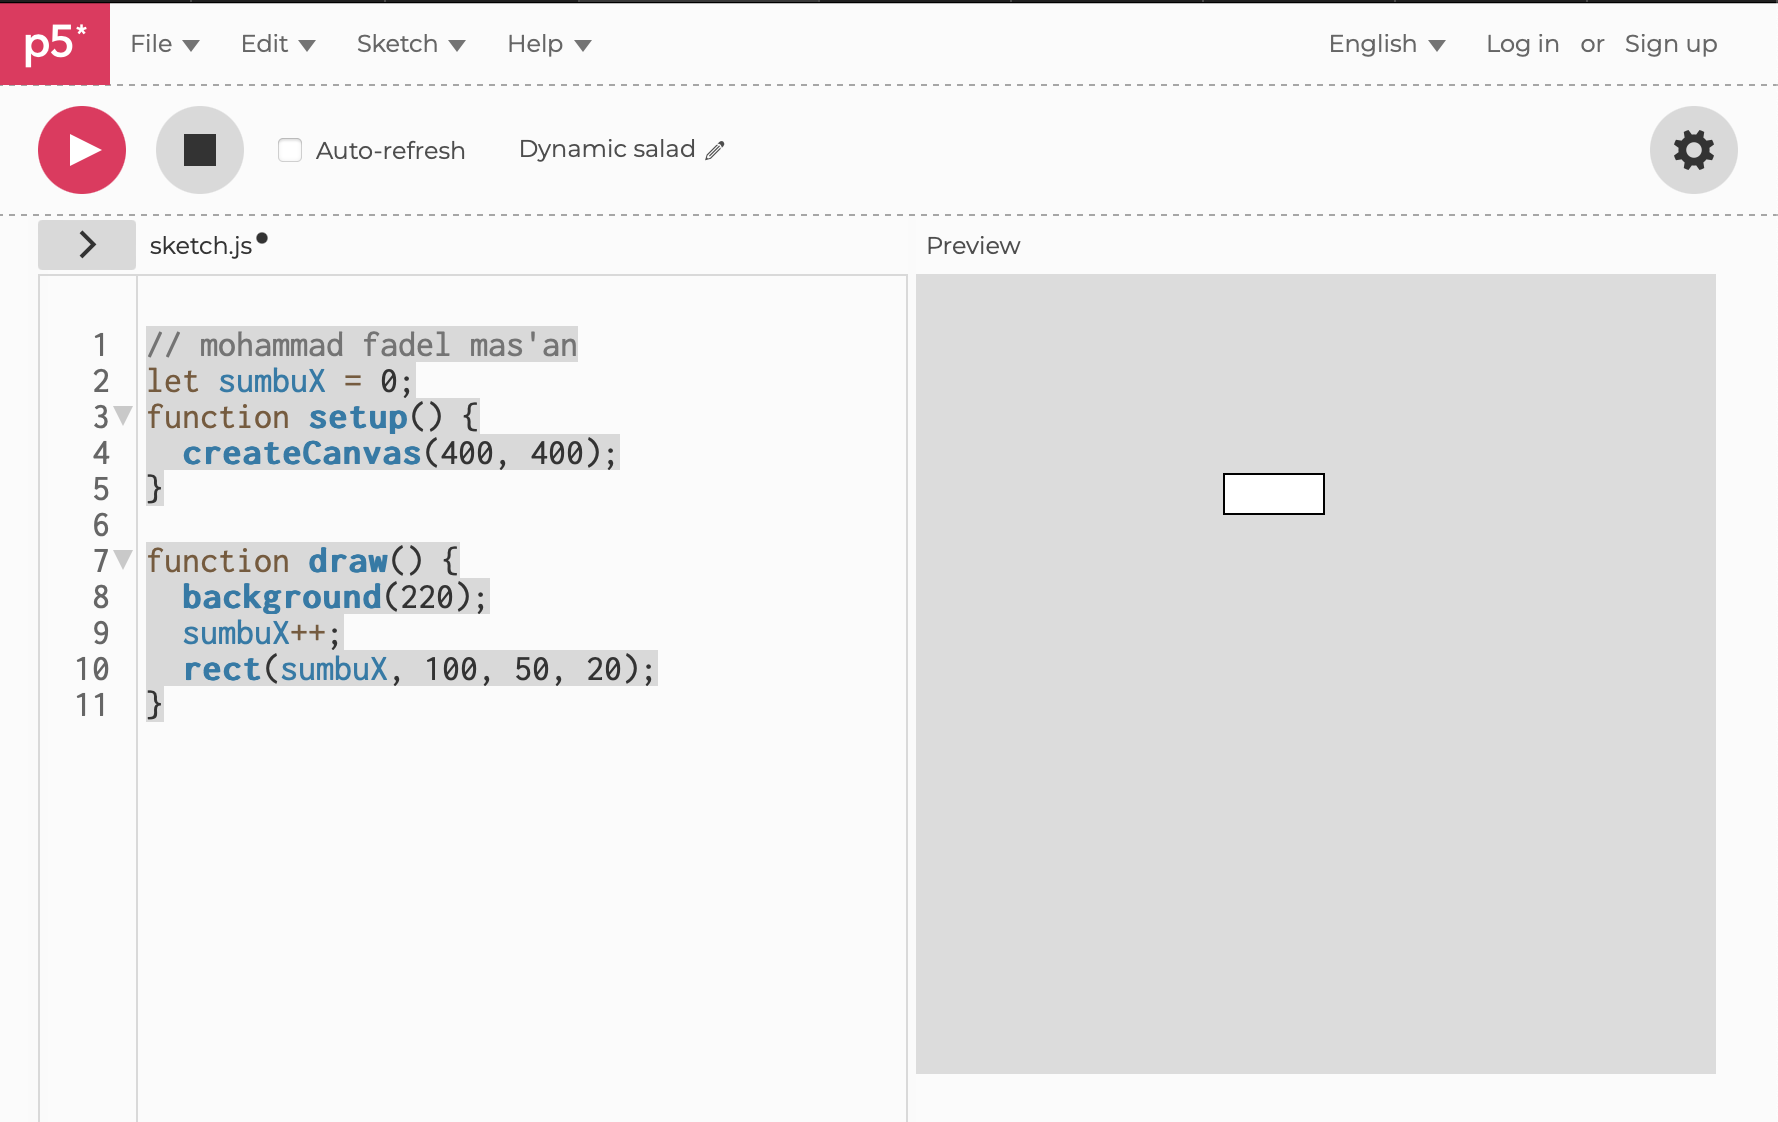 p5*
File Edit Sketch Help English Log in or Sign up
Auto-refresh Dynamic salad
sketch.js
Preview
1 // mohammad fadel mas'an
2 let sumbuX = 0;
3 function setup() {
4   createCanvas(400, 400);
5 }
6
7 function draw() {
8   background(220);
9   sumbuX++;
10   rect(sumbuX, 100, 50, 20);
11 }